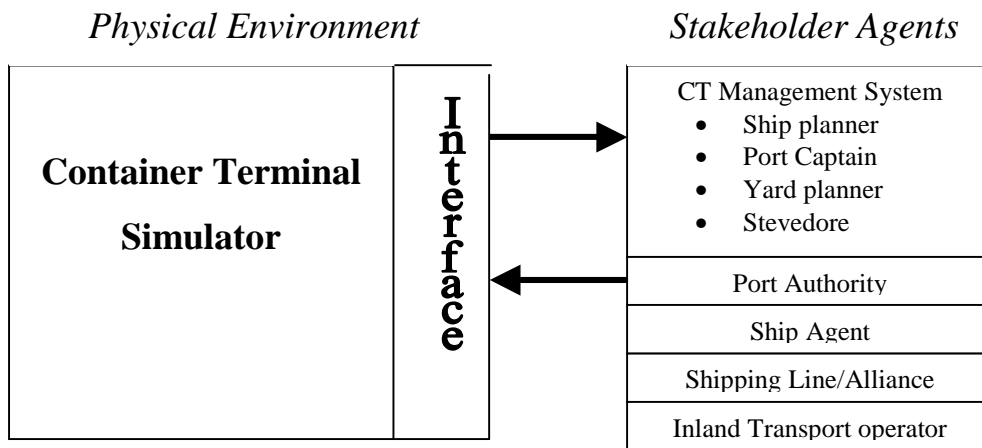 Physical Environment
Container Terminal
Simulator
Interface
Stakeholder Agents
CT Management System
• Ship planner
• Port Captain
• Yard planner
• Stevedore
Port Authority
Ship Agent
Shipping Line/Alliance
Inland Transport operator